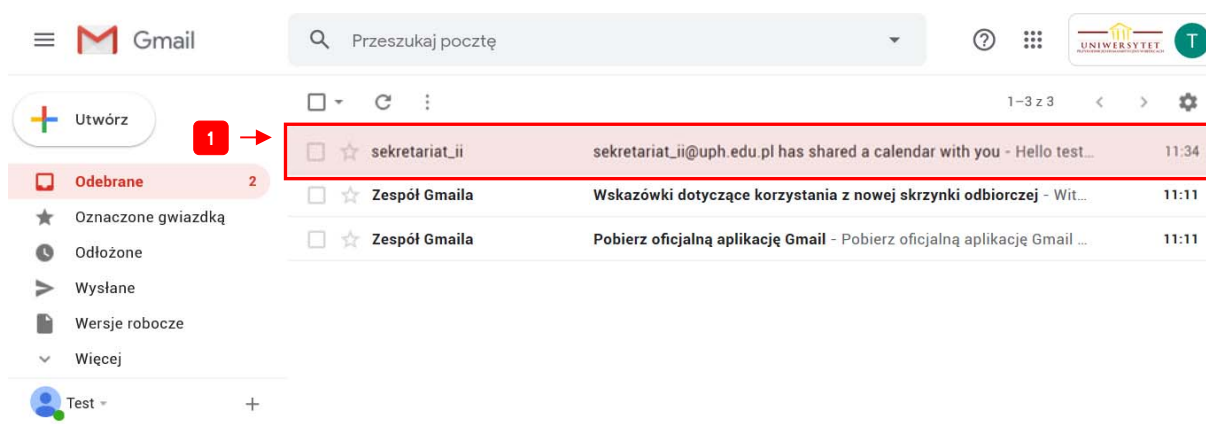 Gmail
Przeszukaj pocztę
UNIWERSYTET
T
Utwórz
1–3 z 3
1
sekretariat_ii sekretariat_ii@uph.edu.pl has shared a calendar with you - Hello test... 11:34
Odebrane 2
Zespół Gmaila Wskazówki dotyczące korzystania z nowej skrzynki odbiorczej - Wit... 11:11
Oznaczone gwiazdką
Zespół Gmaila Pobierz oficjalną aplikację Gmail - Pobierz oficjalną aplikację Gmail ... 11:11
Odłożone
Wysłane
Wersje robocze
Więcej
Test